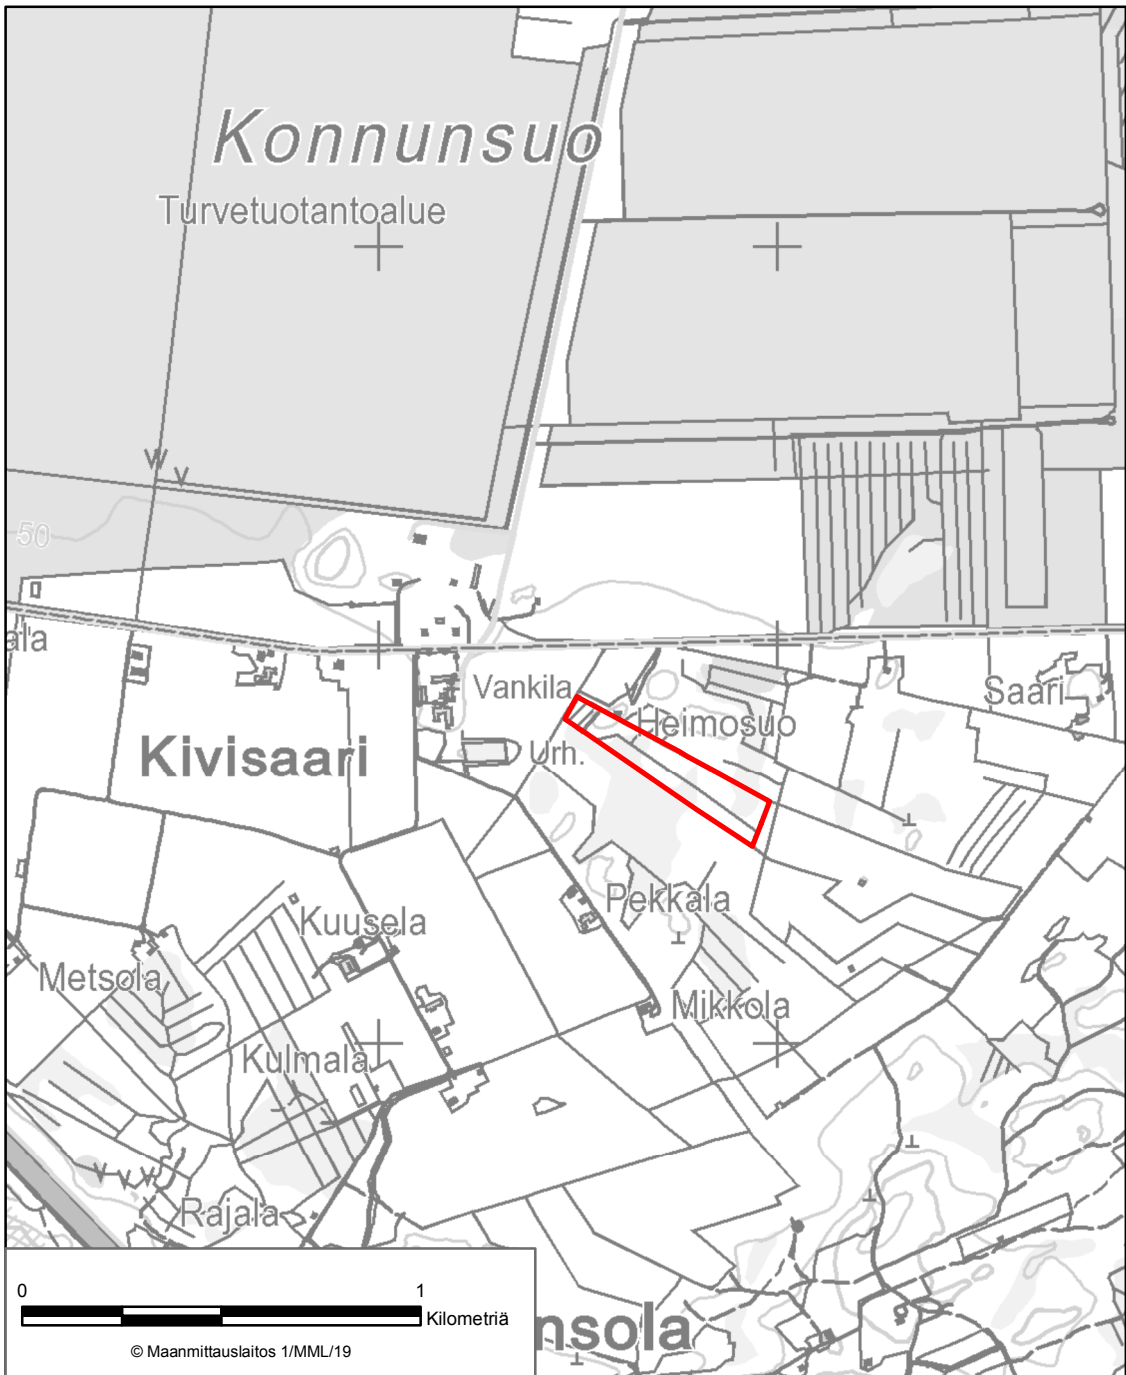 Konnunsuo
Turvetuotantoalue
50
ala
Vankila
Saari
Heimosuo
Kivisaari
Urh.
Pekkala
Kuusela
Metsola
Mikkola
Kulmala
Rajala
0 1
Kilometriä
nsola
© Maanmittauslaitos 1/MML/19